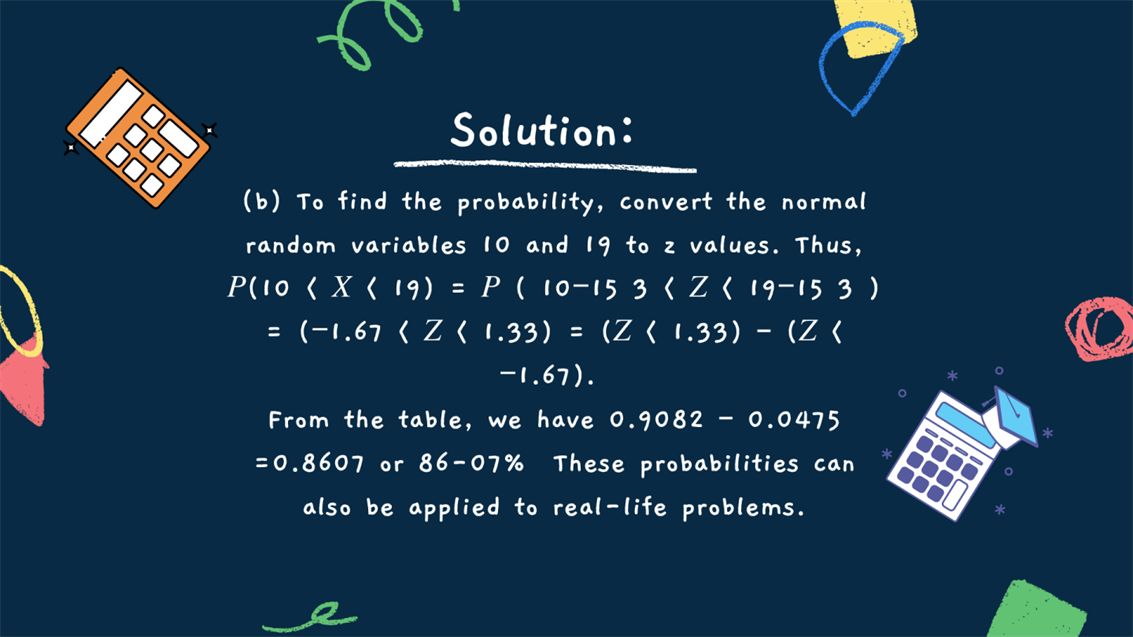 Solution:
(b) To find the probability, convert the normal
random variables 10 and 19 to z values. Thus,
P(10 < X < 19) = P ( 10−15 3 < Z < 19−15 3 )
= (−1.67 < Z < 1.33) = (Z < 1.33) − (Z <
−1.67).
From the table, we have 0.9082 − 0.0475
=0.8607 or 86-07% These probabilities can
also be applied to real-life problems.